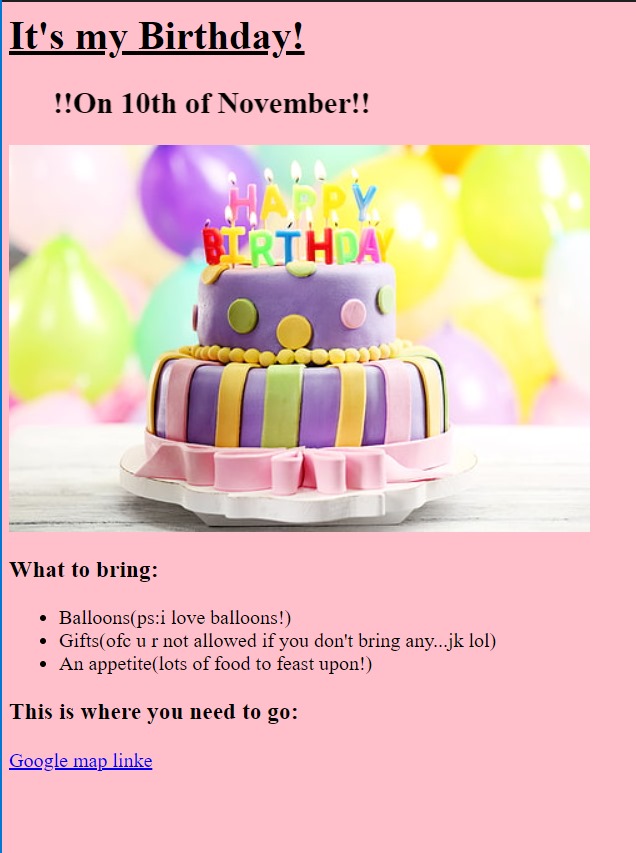 It's my Birthday!
!!On 10th of November!!
HAPPY
BIRTHDAY
What to bring:
Balloons(ps:i love balloons!)
Gifts(ofc u r not allowed if you don't bring any...jk lol)
An appetite(lots of food to feast upon!)
This is where you need to go:
Google map linke